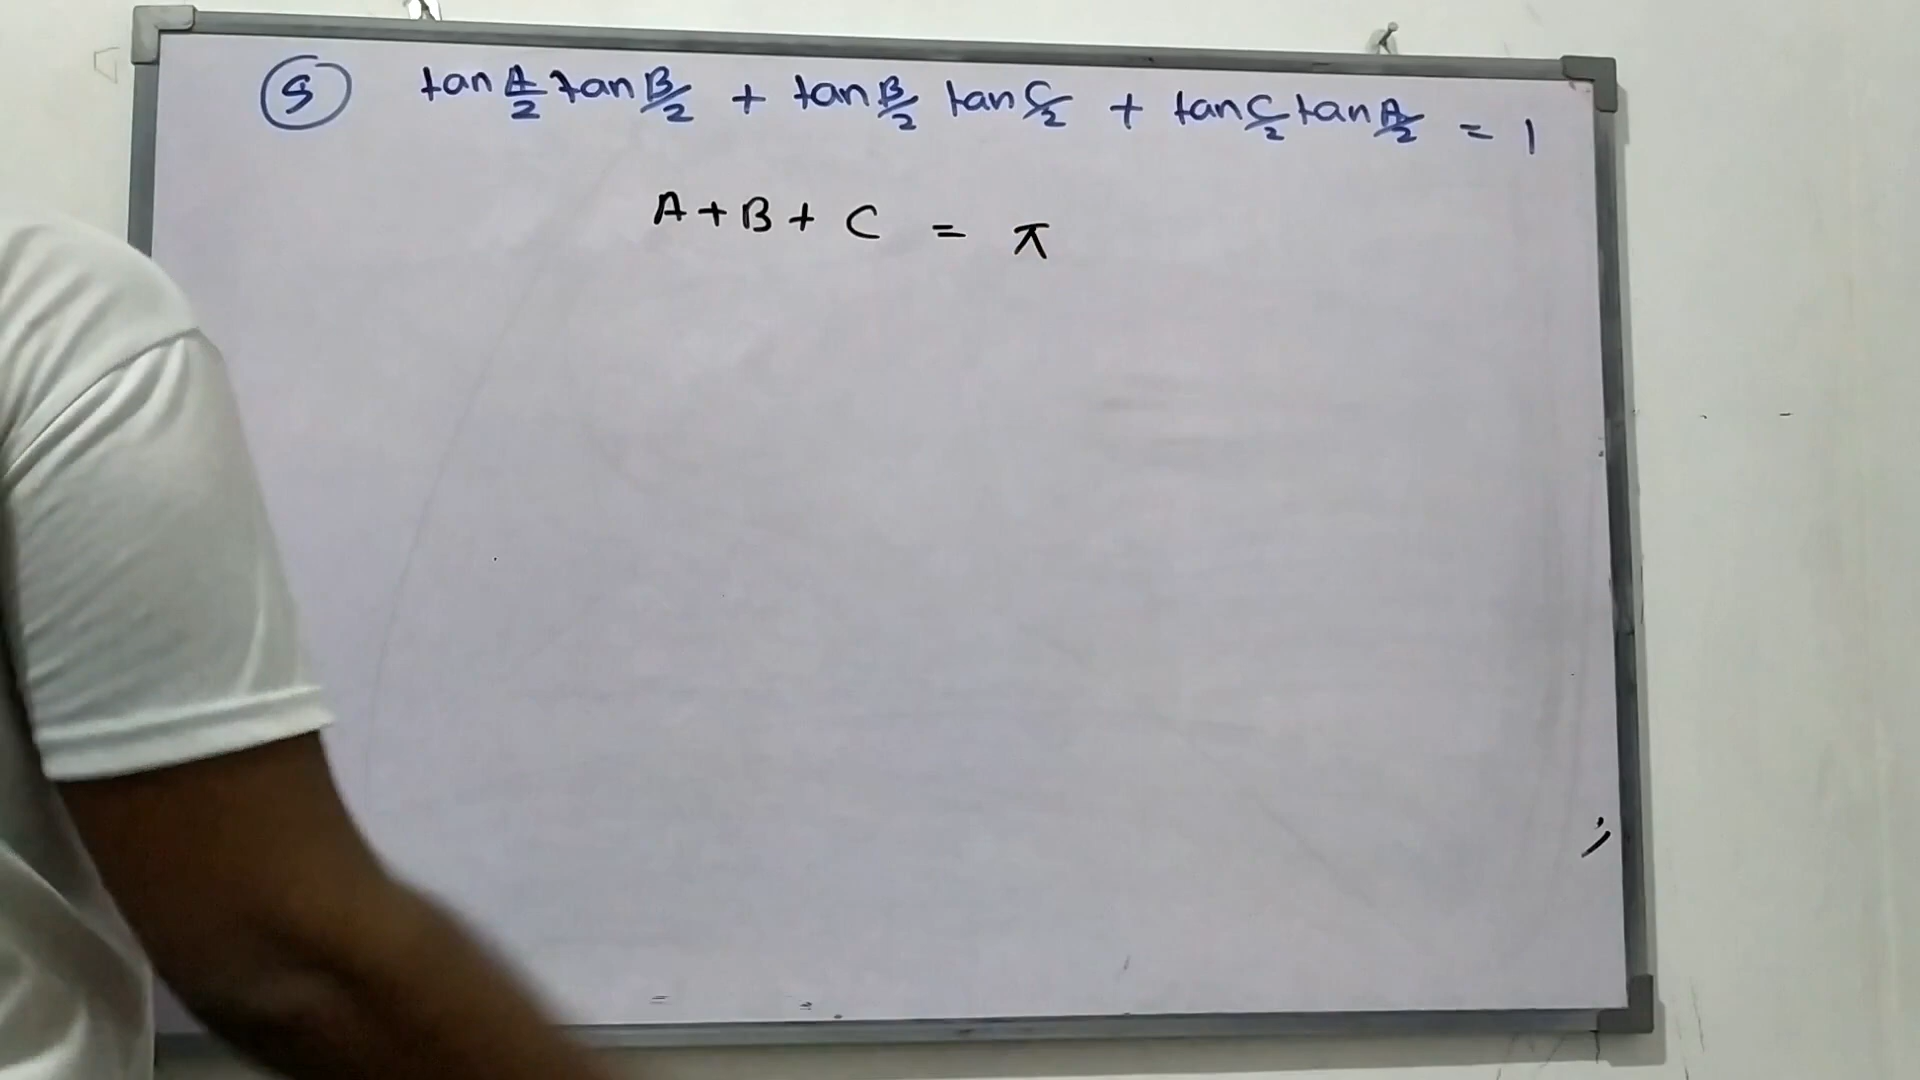 ⑤ tan A/2 tan B/2 + tan B/2 tan C/2 + tan C/2 tan A/2 = 1
A + B + C = π